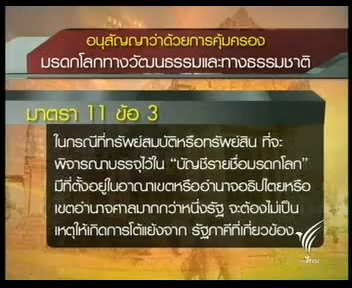 อนุสัญญาว่าด้วยการคุ้มครอง
มรดกโลกทางวัฒนธรรมและทางธรรมชาติ
มาตรา 11 ข้อ 3
ในกรณีที่ทรัพย์สมบัติหรือทรัพย์สิน ที่จะ
พิจารณาบรรจุไว้ใน “บัญชีรายชื่อมรดกโลก”
มีที่ตั้งอยู่ในอาณาเขตหรืออำนาจอธิปไตยหรือ
เขตอำนาจศาลมากกว่าหนึ่งรัฐ จะต้องไม่เป็น
เหตุให้เกิดการโต้แย้งจาก รัฐภาคีที่เกี่ยวข้อง